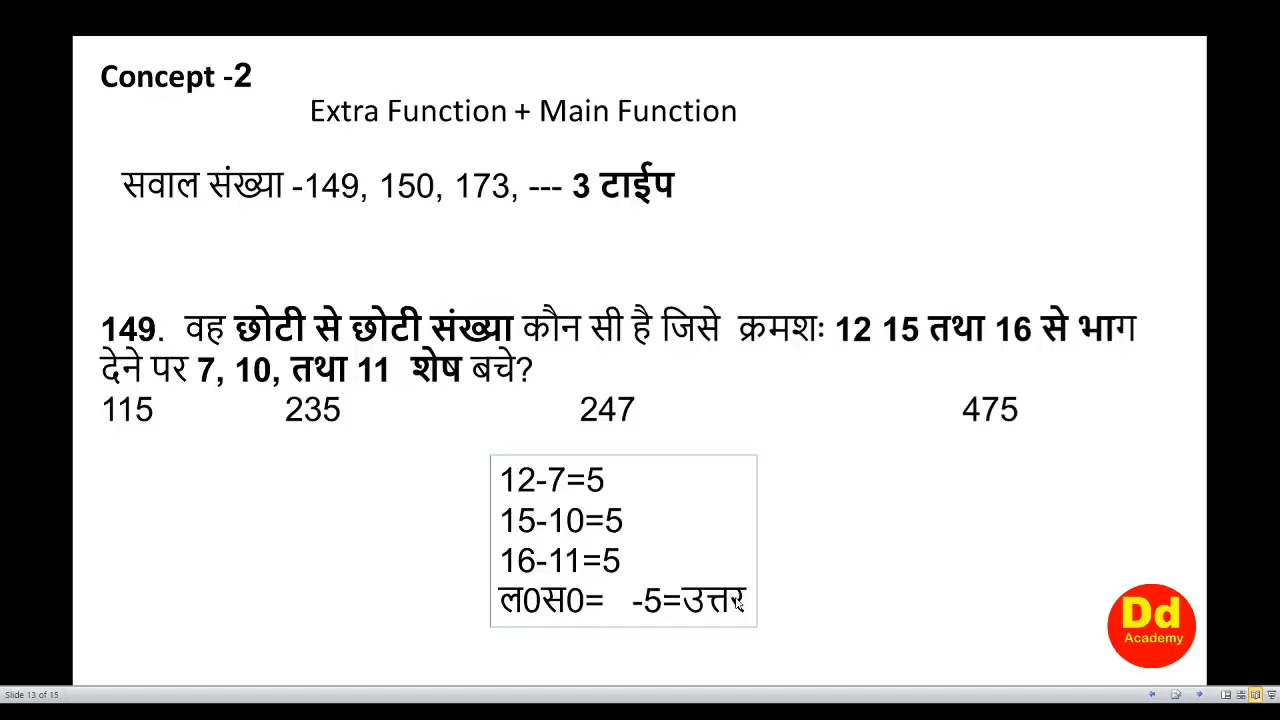 Concept -2
Extra Function + Main Function
सवाल संख्या -149, 150, 173, --- 3 टाईप
149. वह छोटी से छोटी संख्या कौन सी है जिसे क्रमशः 12 15 तथा 16 से भाग
देने पर 7, 10, तथा 11 शेष बचे?
115 235 247 475
12-7=5
15-10=5
16-11=5
ल0स0= -5=उत्तर
Dd
Academy
Slide 13 of 15